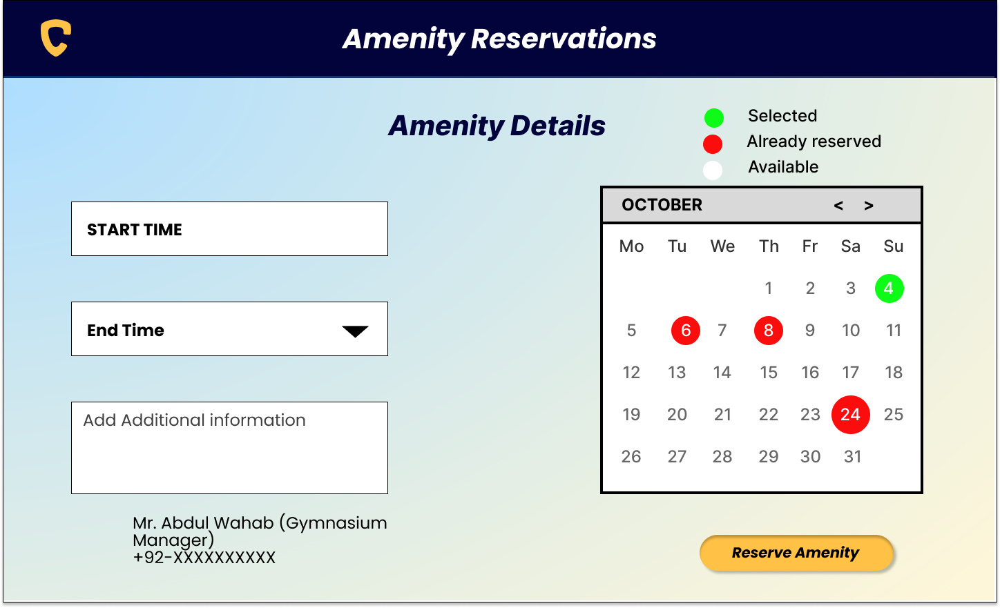 Amenity Reservations
Amenity Details
Selected
Already reserved
Available
START TIME
End Time
Add Additional information
Mr. Abdul Wahab (Gymnasium
Manager)
+92-XXXXXXXXXX
OCTOBER < >
Mo Tu We Th Fr Sa Su
1 2 3 4
5 6 7 8 9 10 11
12 13 14 15 16 17 18
19 20 21 22 23 24 25
26 27 28 29 30 31
Reserve Amenity